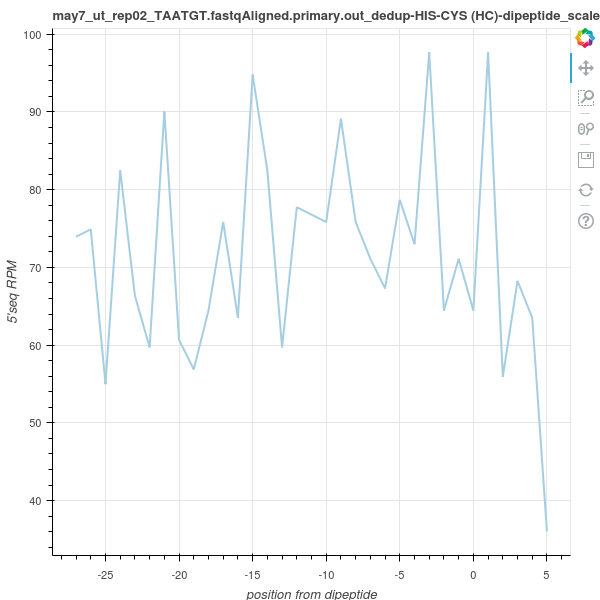 may7_ut_rep02_TAATGT.fastqAligned.primary.out_dedup-HIS-CYS (HC)-dipeptide_scale
100
90
80
70
60
50
40
5'seq RPM
-25 -20 -15 -10 -5 0 5
position from dipeptide